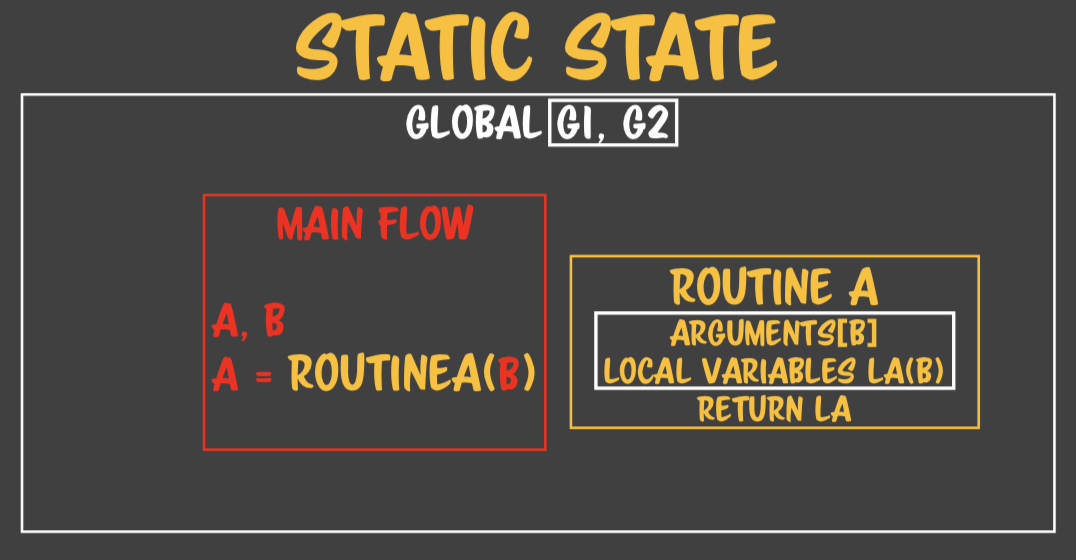 STATIC STATE
GLOBAL G1, G2
MAIN FLOW
A, B
A = ROUTINEA(B)
ROUTINE A
ARGUMENTS[B]
LOCAL VARIABLES LA(B)
RETURN LA